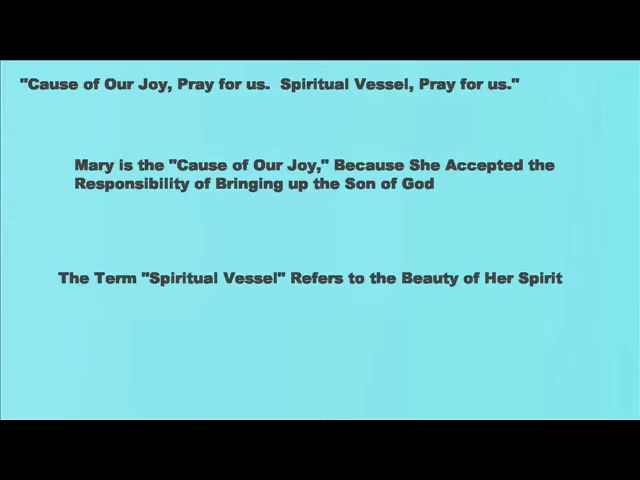 "Cause of Our Joy, Pray for us.  Spiritual Vessel, Pray for us."
Mary is the "Cause of Our Joy," Because She Accepted the
Responsibility of Bringing up the Son of God
The Term "Spiritual Vessel" Refers to the Beauty of Her Spirit